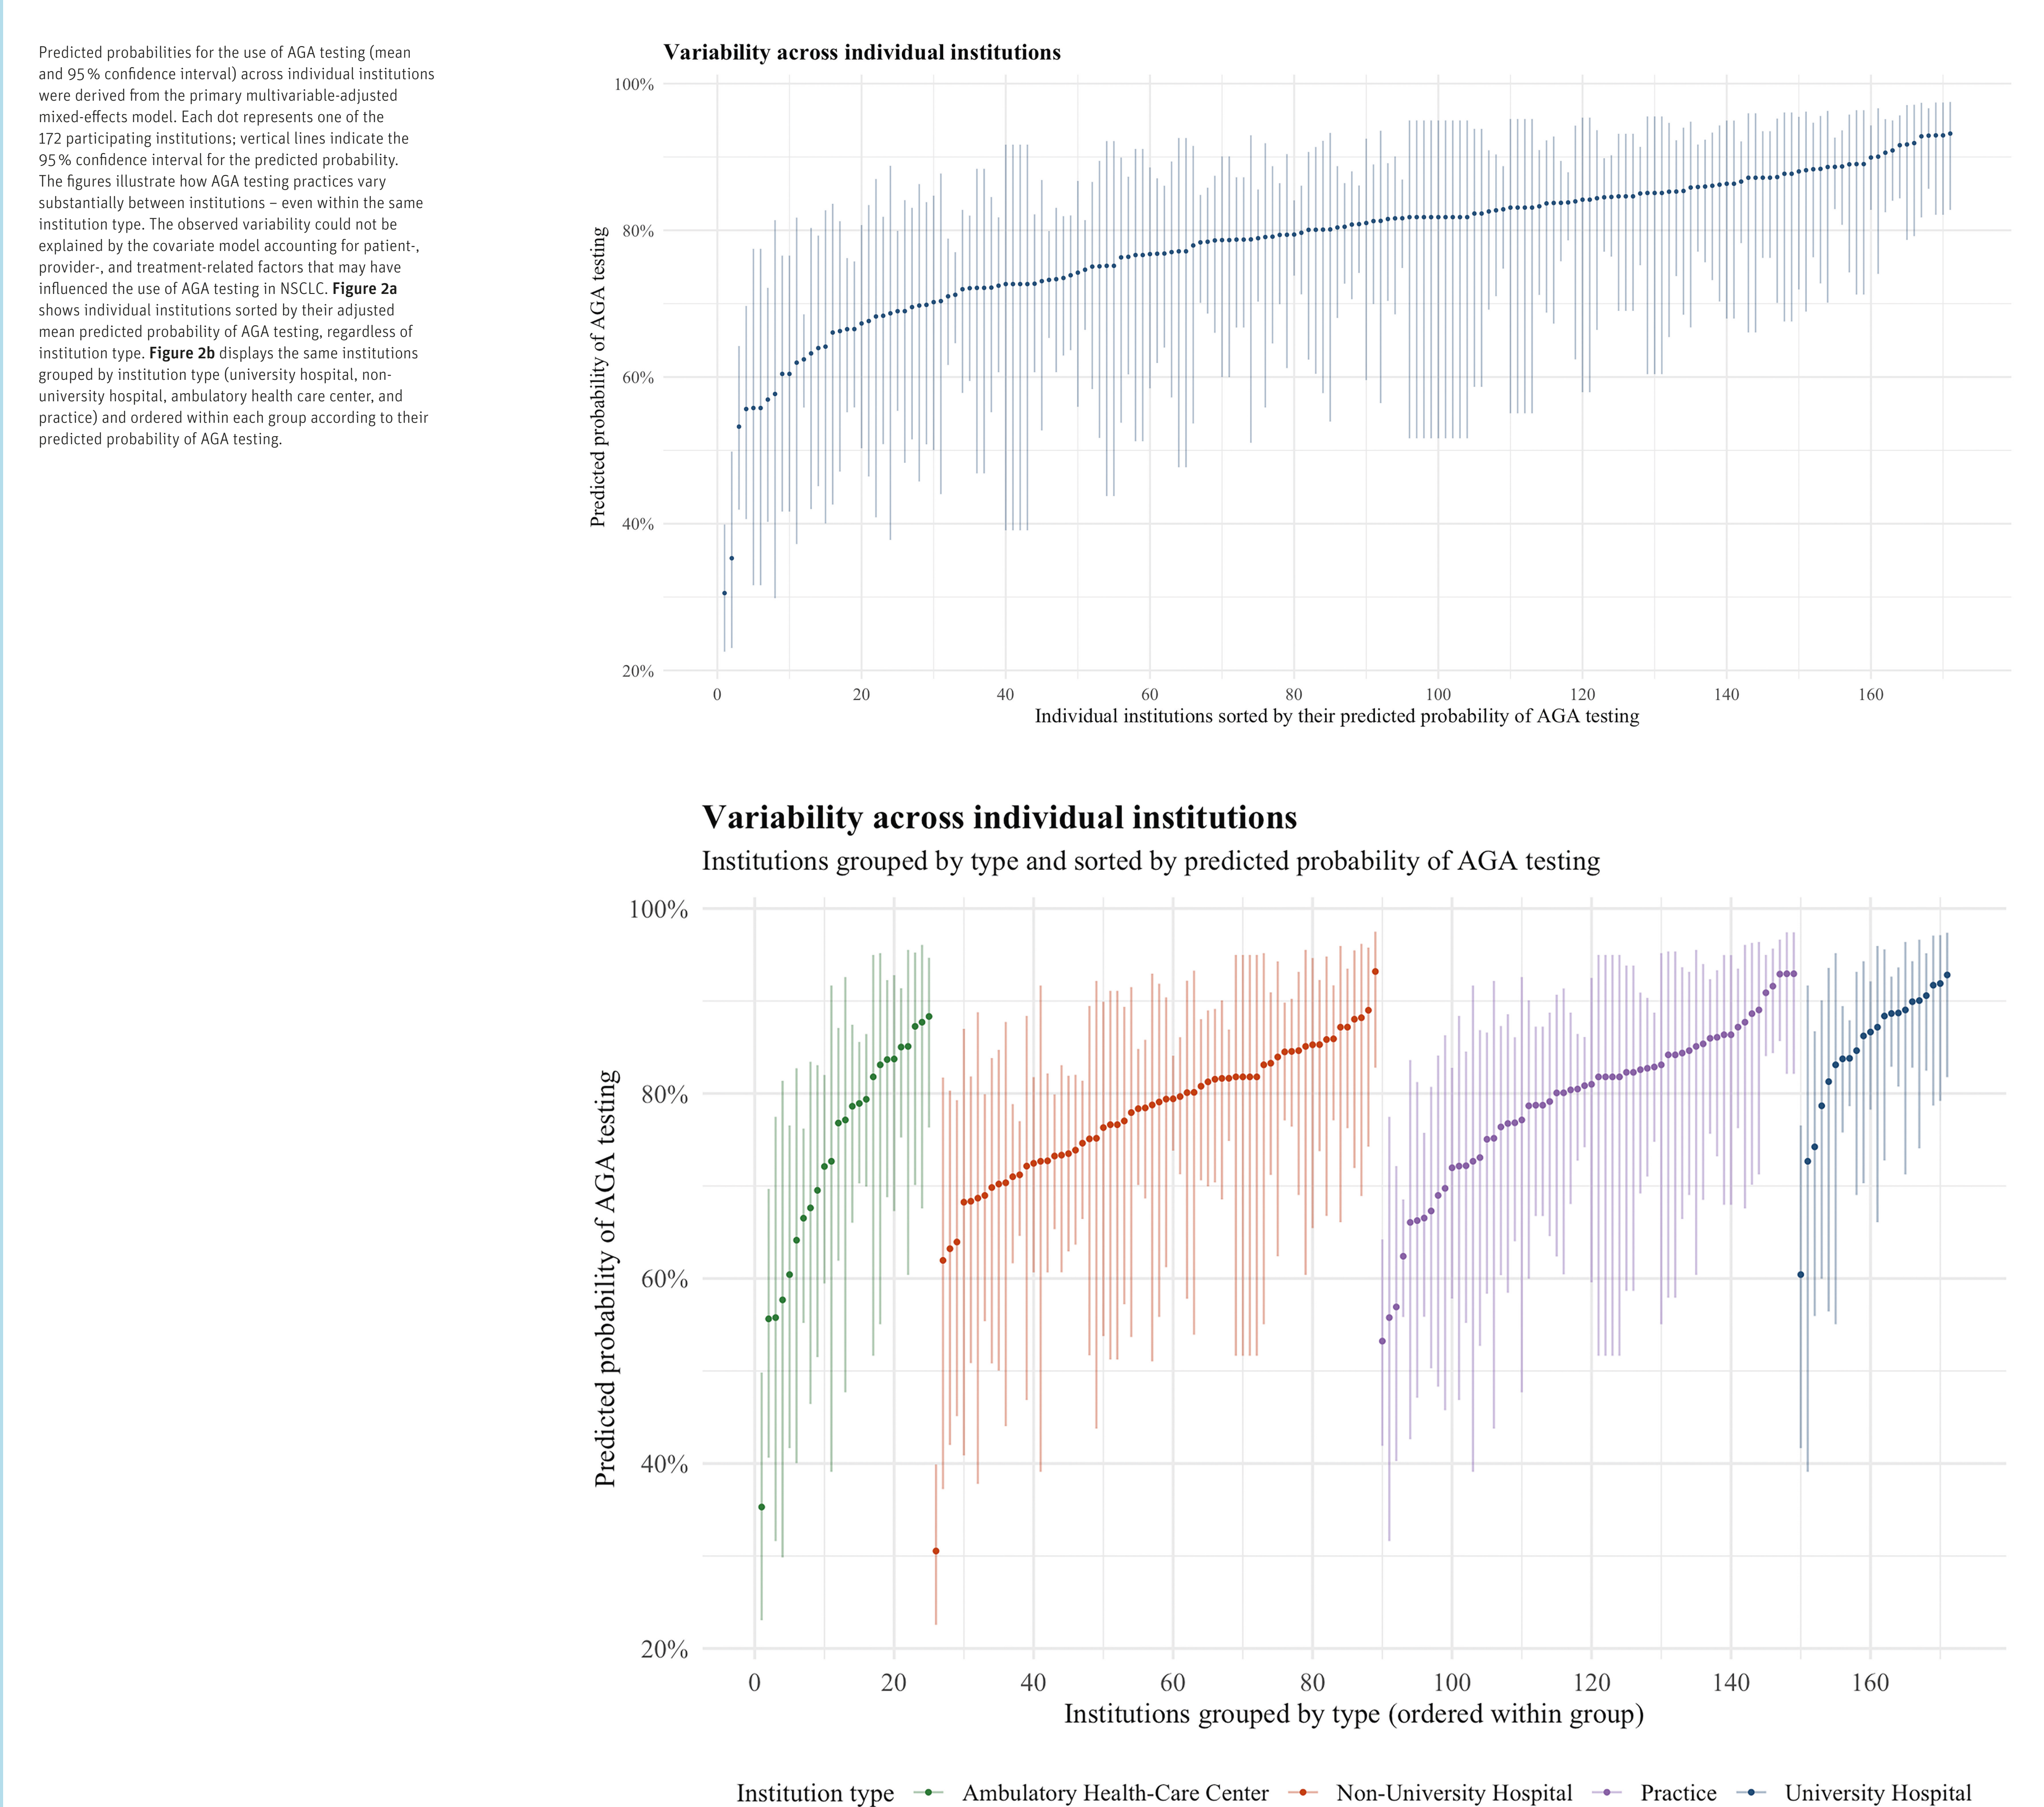 Predicted probabilities for the use of AGA testing (mean
and 95 % confidence interval) across individual institutions
were derived from the primary multivariable-adjusted
mixed-effects model. Each dot represents one of the
172 participating institutions; vertical lines indicate the
95 % confidence interval for the predicted probability.
The figures illustrate how AGA testing practices vary
substantially between institutions – even within the same
institution type. The observed variability could not be
explained by the covariate model accounting for patient-,
provider-, and treatment-related factors that may have
influenced the use of AGA testing in NSCLC. Figure 2a
shows individual institutions sorted by their adjusted
mean predicted probability of AGA testing, regardless of
institution type. Figure 2b displays the same institutions
grouped by institution type (university hospital, non-
university hospital, ambulatory health care center, and
practice) and ordered within each group according to their
predicted probability of AGA testing.
Variability across individual institutions
Predicted probability of AGA testing
100%
80%
60%
40%
20%
0 20 40 60 80 100 120 140 160
Individual institutions sorted by their predicted probability of AGA testing
Variability across individual institutions
Institutions grouped by type and sorted by predicted probability of AGA testing
Predicted probability of AGA testing
100%
80%
60%
40%
20%
0 20 40 60 80 100 120 140 160
Institutions grouped by type (ordered within group)
Institution type Ambulatory Health-Care Center Non-University Hospital Practice University Hospital